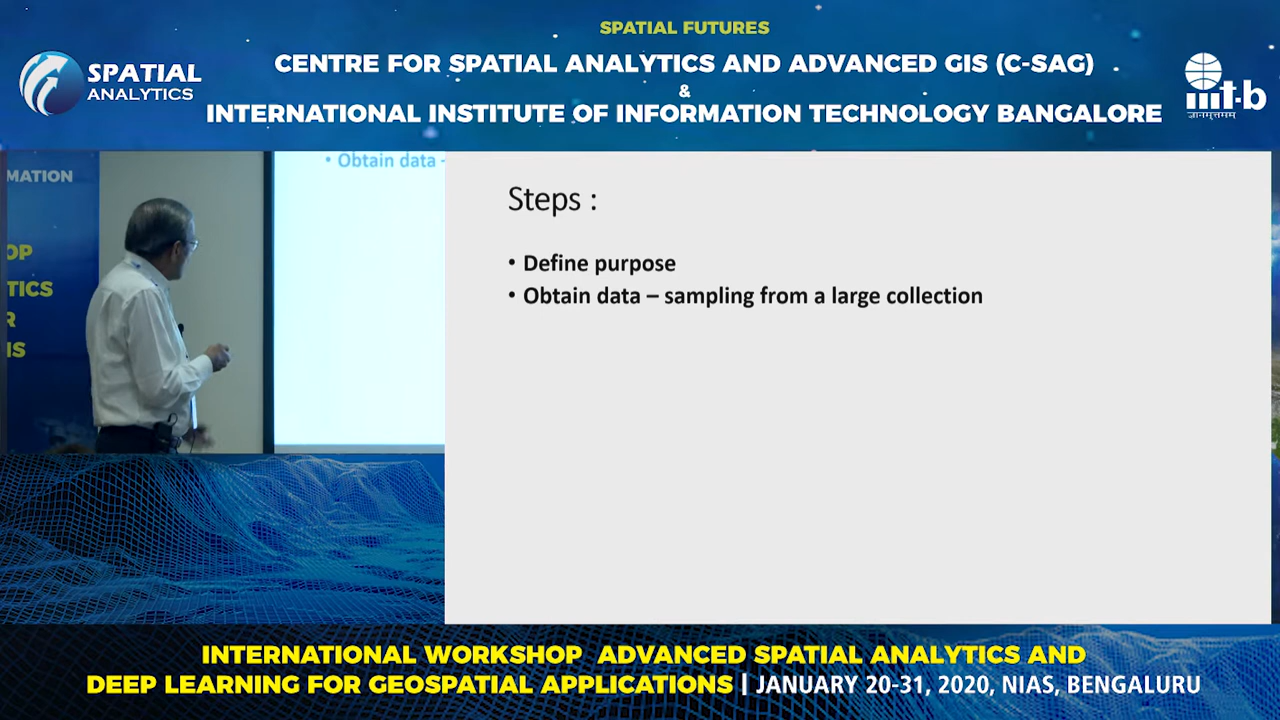 SPATIAL FUTURES
CENTRE FOR SPATIAL ANALYTICS AND ADVANCED GIS (C-SAG)
&
INTERNATIONAL INSTITUTE OF INFORMATION TECHNOLOGY BANGALORE
SPATIAL
ANALYTICS
iiit-b
ज्ञानमुत्तमम्
MATION
OP
TICS
R
IS
• Obtain data -
Steps :
• Define purpose
• Obtain data – sampling from a large collection
INTERNATIONAL WORKSHOP ADVANCED SPATIAL ANALYTICS AND
DEEP LEARNING FOR GEOSPATIAL APPLICATIONS | JANUARY 20-31, 2020, NIAS, BENGALURU